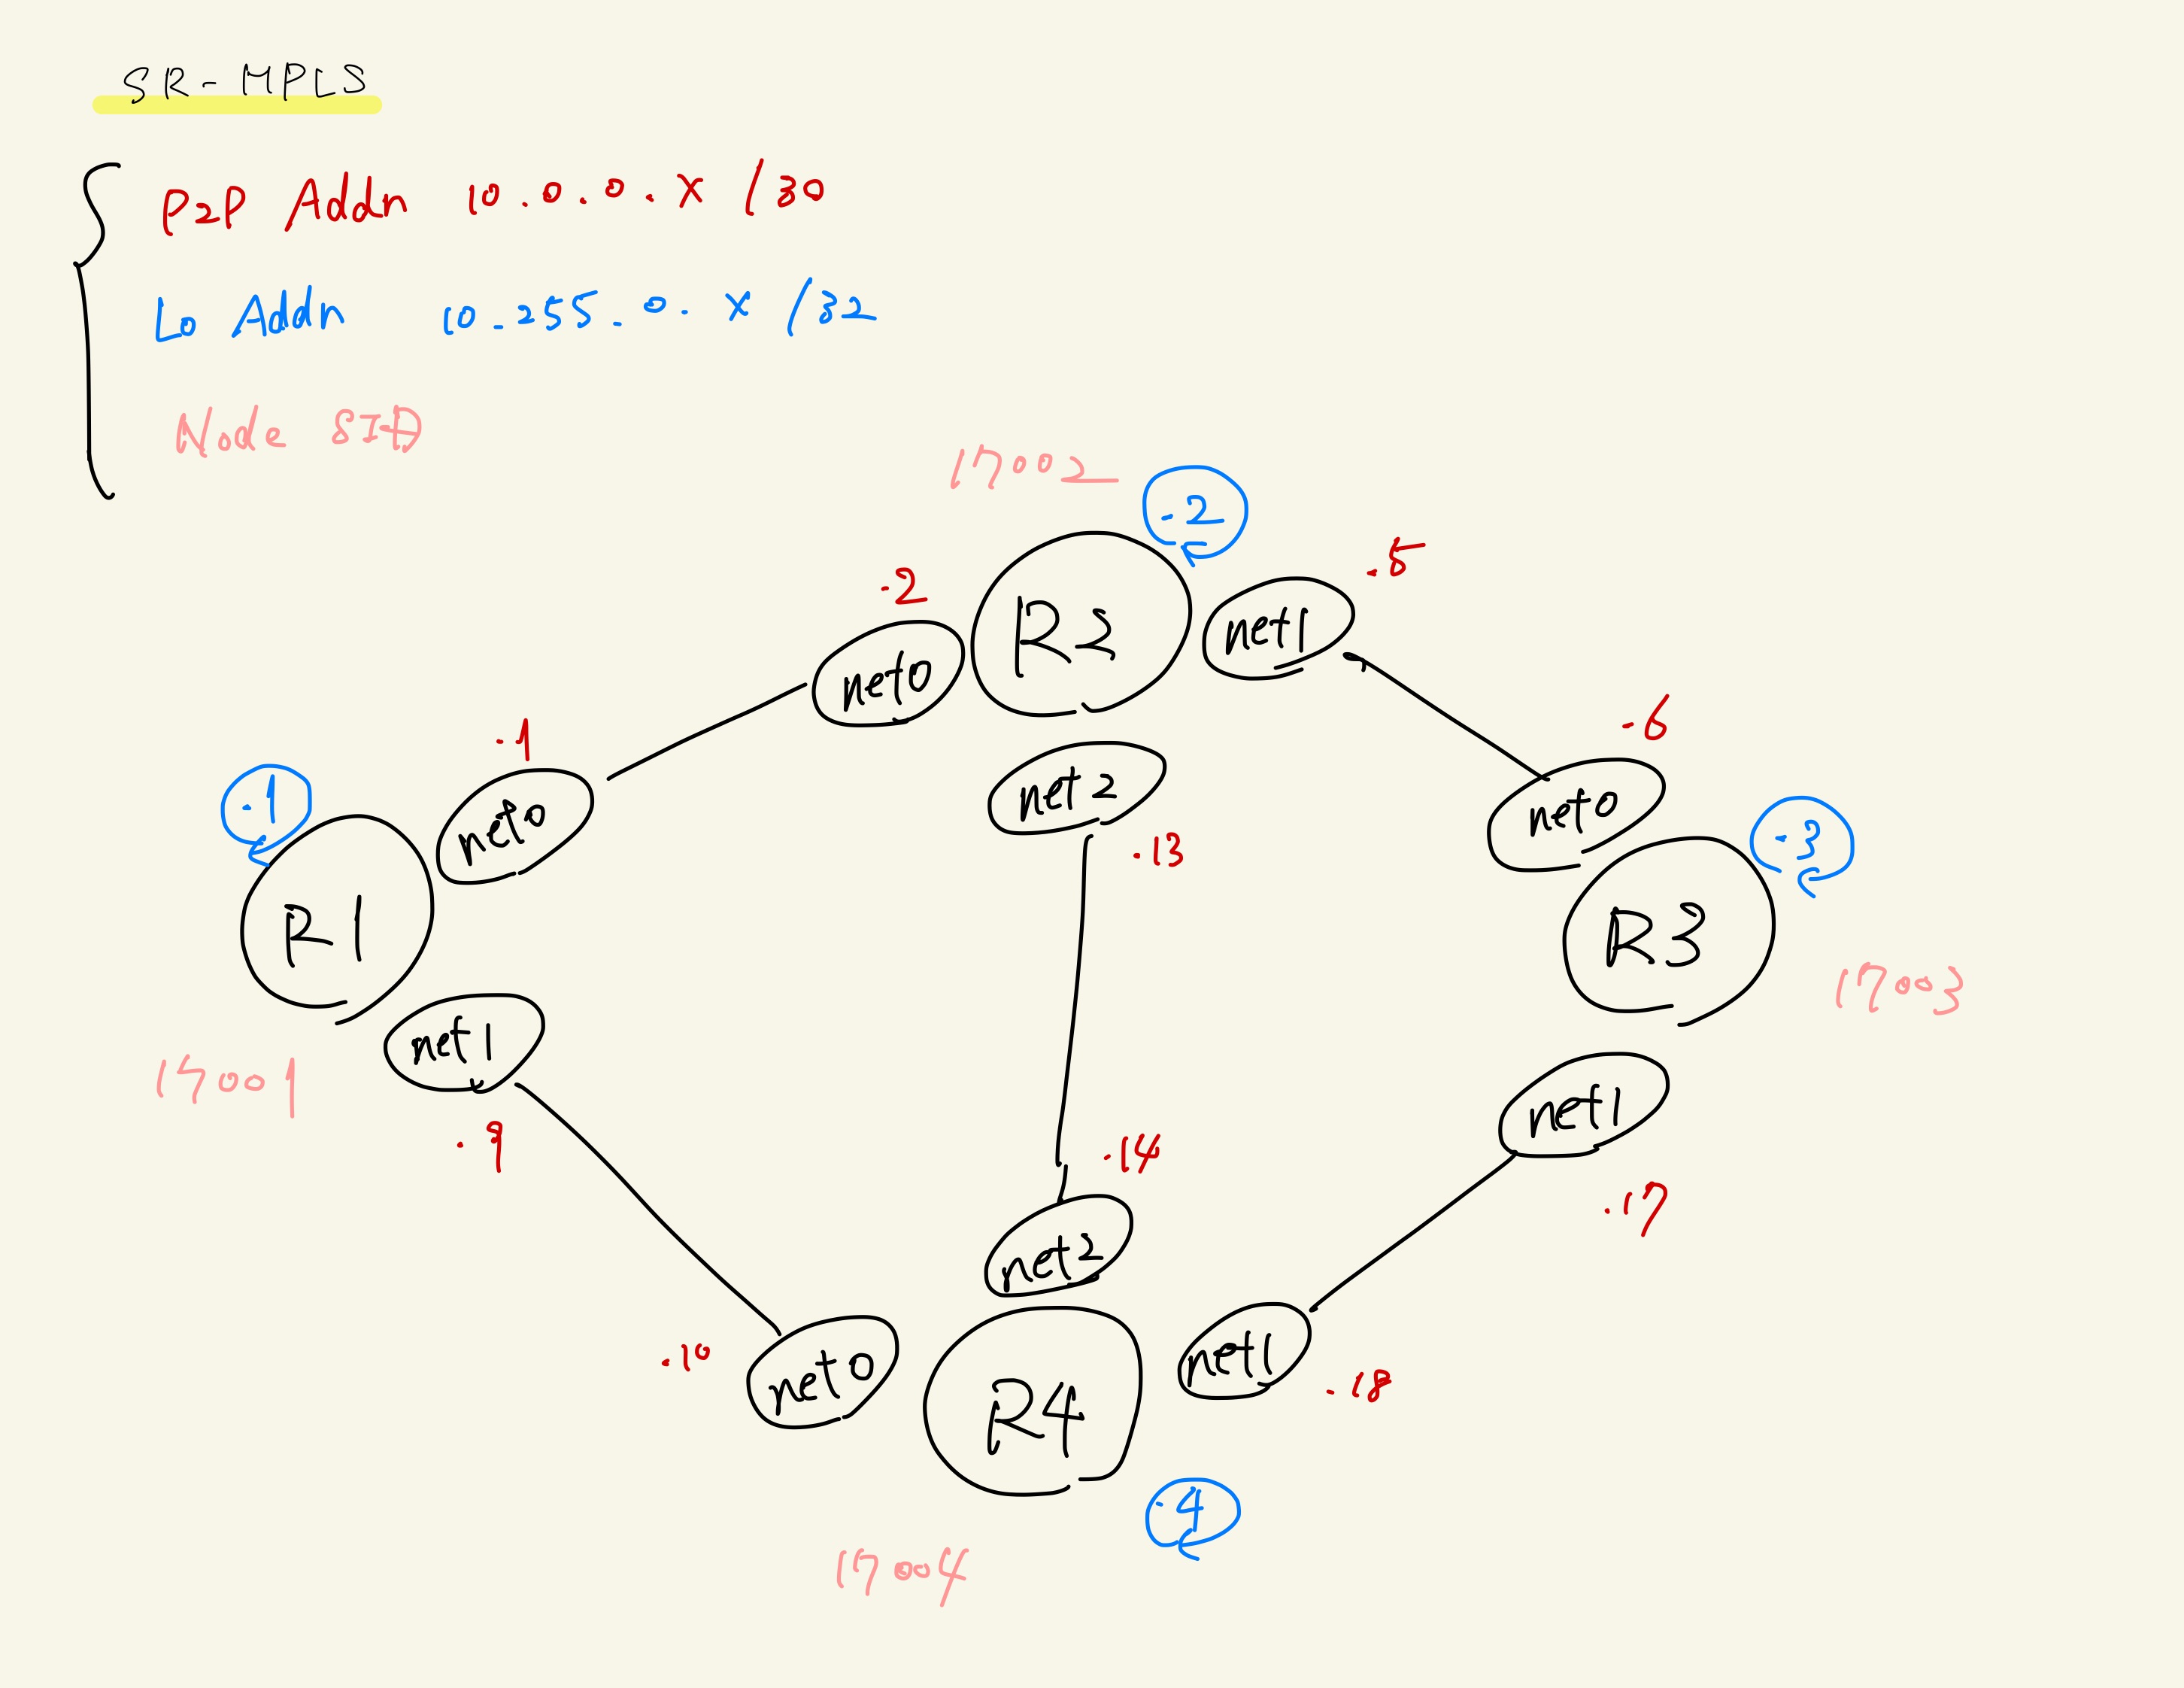 SR-MPLS
P2P Addr 10.0.0.X /30
Lo Addr 10.255.0.X /32
Node SID
17002
.2
.5
.2
R2
net1
net0
.6
.1
net2
net0
.1
net0
.13
.3
R1
R3
17003
net1
17001
net1
.9
.14
.17
net2
.10
net0
net1
.18
R4
.4
17004